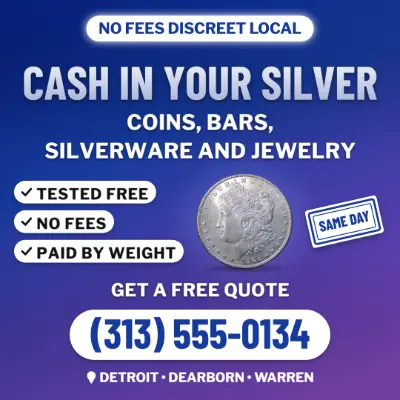 NO FEES DISCREET LOCAL
CASH IN YOUR SILVER
COINS, BARS,
SILVERWARE AND JEWELRY
TESTED FREE
NO FEES
PAID BY WEIGHT
SAME DAY
GET A FREE QUOTE
(313) 555-0134
DETROIT • DEARBORN • WARREN